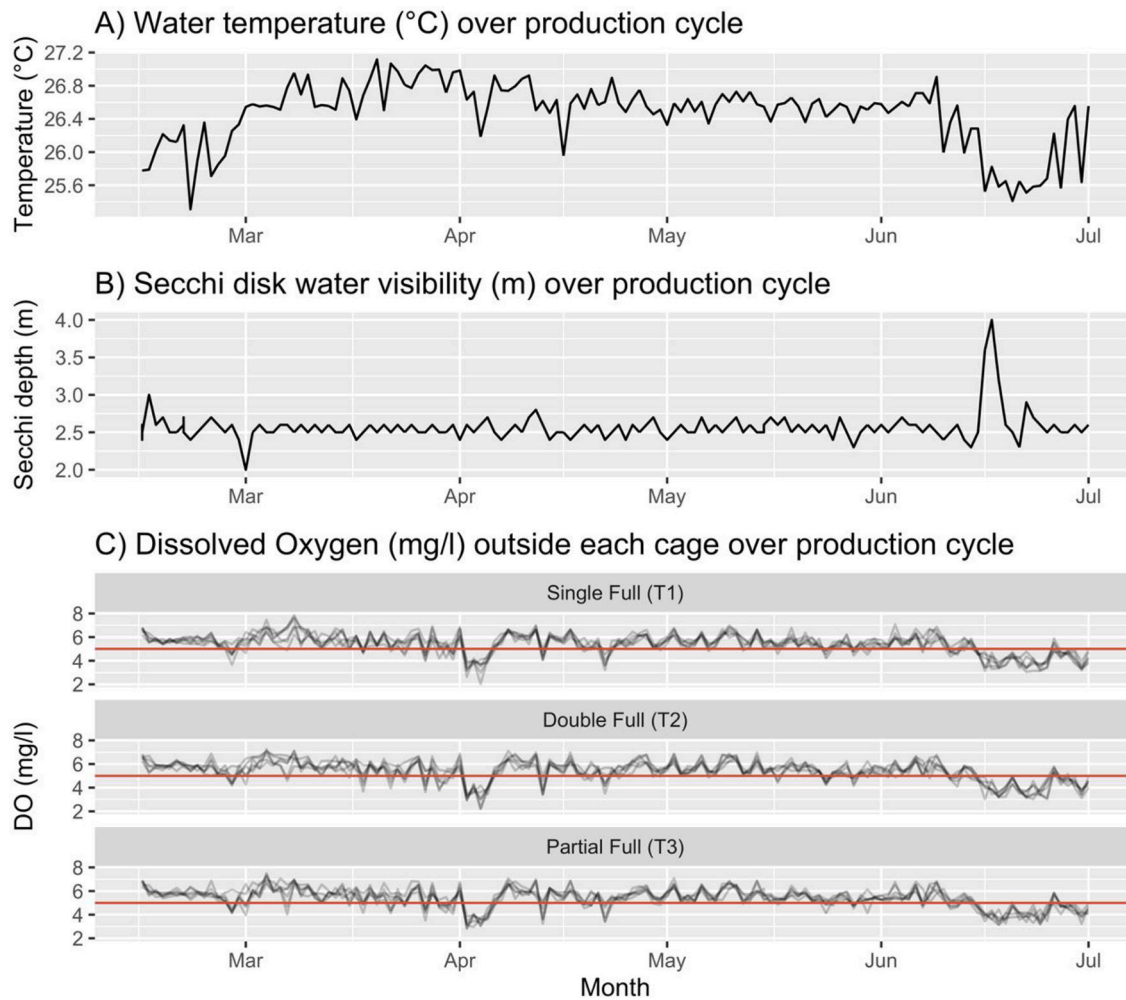 A) Water temperature (°C) over production cycle
Temperature (°C)
27.2
26.8
26.4
26.0
25.6
Mar Apr May Jun Jul
B) Secchi disk water visibility (m) over production cycle
Secchi depth (m)
4.0
3.5
3.0
2.5
2.0
Mar Apr May Jun Jul
C) Dissolved Oxygen (mg/l) outside each cage over production cycle
DO (mg/l)
Single Full (T1)
8
6
4
2
Double Full (T2)
8
6
4
2
Partial Full (T3)
8
6
4
2
Mar Apr May Jun Jul
Month